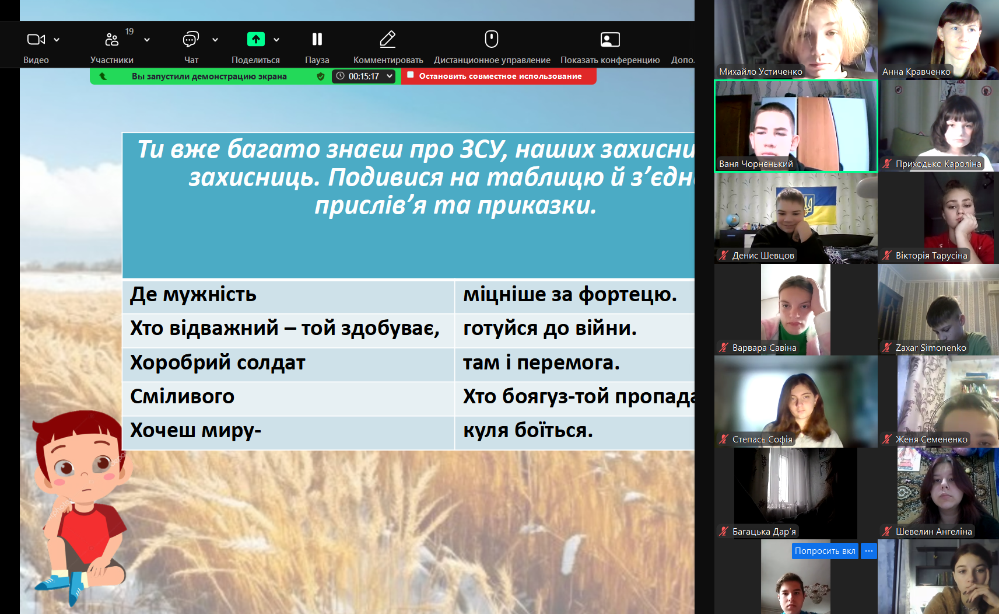 19
Видео
Участники
Чат
Поделиться
Пауза
Комментировать
Дистанционное управление
Показать конференцию
Допол
Вы запустили демонстрацию экрана
00:15:17
Остановить совместное использование
Ти вже багато знаєш про ЗСУ, наших захисни
захисниць. Подивися на таблицю й з’єдн
прислів’я та приказки.
Де мужність
міцніше за фортецю.
Хто відважний – той здобуває,
готуйся до війни.
Хоробрий солдат
там і перемога.
Сміливого
Хто боягуз-той пропада
Хочеш миру-
куля боїться.
Михайло Устиченко
Анна Кравченко
Ваня Чорненький
Приходько Кароліна
Денис Шевцов
Вікторія Тарусіна
Варвара Савіна
Zaxar Simonenko
Степась Софія
Женя Семененко
Багацька Дар’я
Шевелин Ангеліна
Попросить вкл